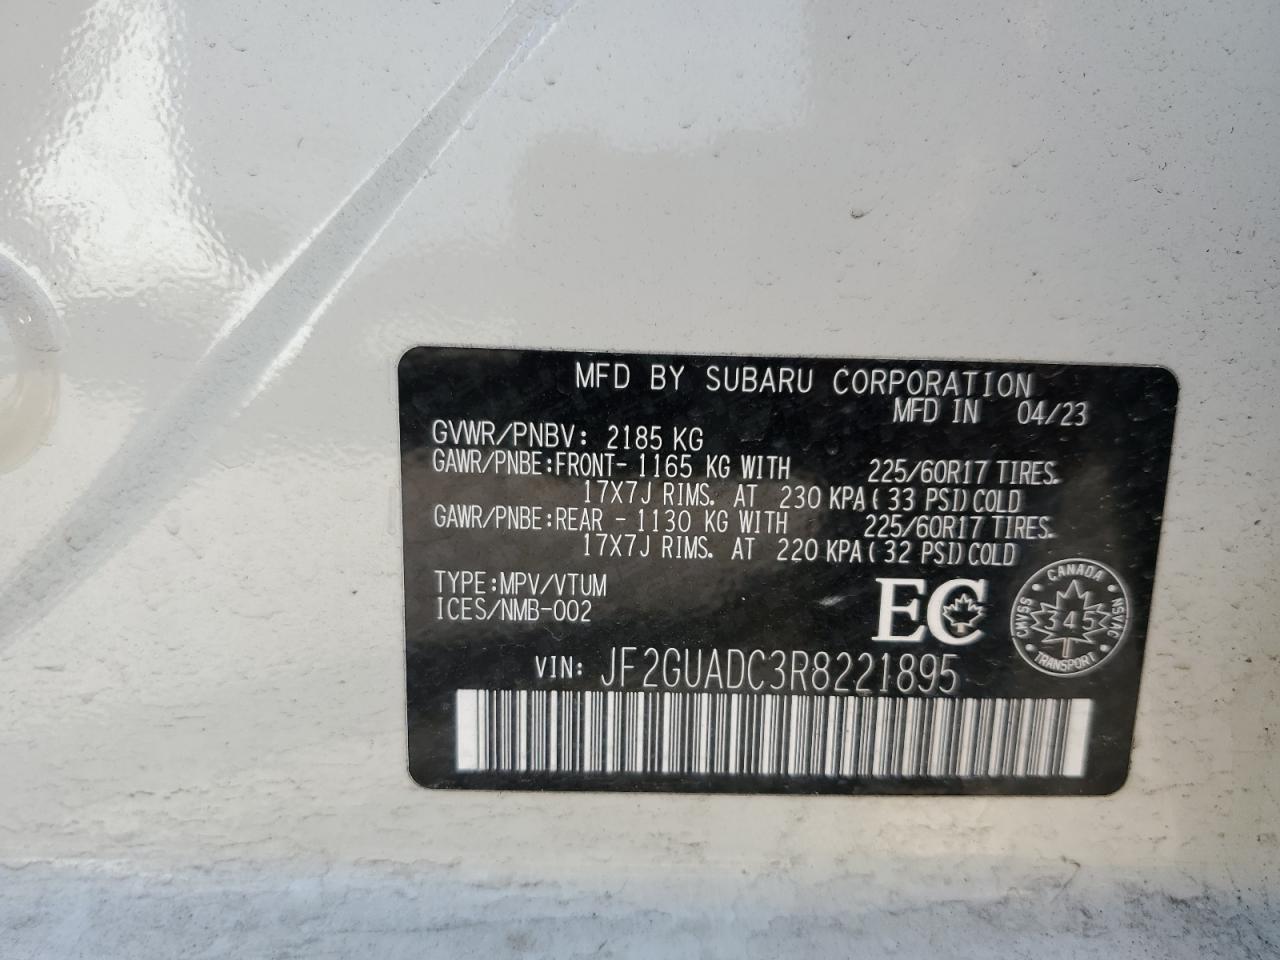 MFD BY SUBARU CORPORATION
MFD IN 04/23
GVWR/PNBV: 2185 KG
GAWR/PNBE:FRONT- 1165 KG WITH 225/60R17 TIRES.
17X7J RIMS. AT 230 KPA( 33 PSI)COLD
GAWR/PNBE:REAR - 1130 KG WITH 225/60R17 TIRES.
17X7J RIMS. AT 220 KPA( 32 PSI)COLD
TYPE:MPV/VTUM
ICES/NMB-002
EC
CANADA
CMVSS
345
NSVAC
TRANSPORT
VIN: JF2GUADC3R8221895